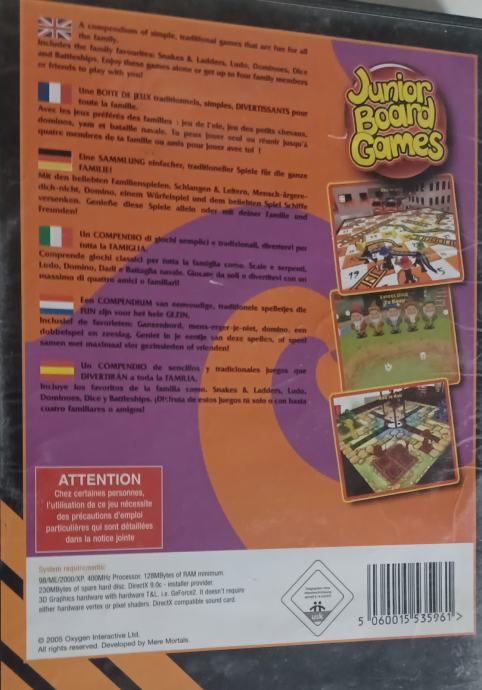 A compendium of simple, traditional games that are fun for all
the family.
Includes the family favourites: Snakes & Ladders, Ludo, Dominoes, Dice
and Battleships. Enjoy these games alone or get up to four family members
or friends to play with you!
Une BOITE DE JEUX traditionnels, simples, DIVERTISSANTS pour
toute la famille.
Avec les jeux préférés des familles : jeu de l'oie, jeu des petits chevaux,
dominos, yam et bataille navale. Tu peux jouer seul ou réunir jusqu'à
quatre membres de ta famille ou amis pour jouer avec toi !
Eine SAMMLUNG einfacher, traditioneller Spiele für die ganze
FAMILIE!
Mit den beliebten Familienspielen, Schlangen & Leitern, Mensch-ärgere-
dich-nicht, Domino, einem Würfelspiel und dem beliebten Spiel Schiffe
versenken. Genieße diese Spiele allein oder mit deiner Familie und
Freunden!
Un COMPENDIO di giochi semplici e tradizionali, divertenti per
tutta la FAMIGLIA.
Comprende giochi classici per tutta la famiglia come. Scale e serpenti,
Ludo, Domino, Dadi e Battaglia navale. Giocate da soli o divertitevi con un
massimo di quattro amici o familiari!
Een COMPENDIUM van eenvoudige, traditionele spelletjes die
FUN zijn voor het hele GEZIN.
Inclusief de favorieten: Ganzenbord, mens-erger-je-niet, domino, een
dobbelspel en zeeslag. Geniet in je eentje van deze spelles, of speel
samen met maximaal vier gezinsleden of vrienden!
Un COMPENDIO de sencillos y tradicionales juegos que
DIVERTIRÁN a toda la FAMILIA.
Incluye los favoritos de la familia como. Snakes & Ladders, Ludo,
Dominoes, Dice y Battleships. ¡Disfruta de estos juegos tú solo o con hasta
cuatro familiares o amigos!
Junior
Board
Games
ATTENTION
Chez certaines personnes,
l'utilisation de ce jeu nécessite
des précautions d'emploi
particulières qui sont détaillées
dans la notice jointe
System requirements:
98/ME/2000/XP. 400MHz Processor. 128MBytes of RAM minimum.
200MBytes of spare hard disc. DirectX 9.0c - installer provider.
3D Graphics hardware with hardware T&L. i.e. GeForce2. It doesn't require
either hardware vertex or pixel shaders. DirectX compatible sound card.
© 2005 Oxygen Interactive Ltd.
All rights reserved. Developed by Mere Mortals.
USK
5 060015 535961 >